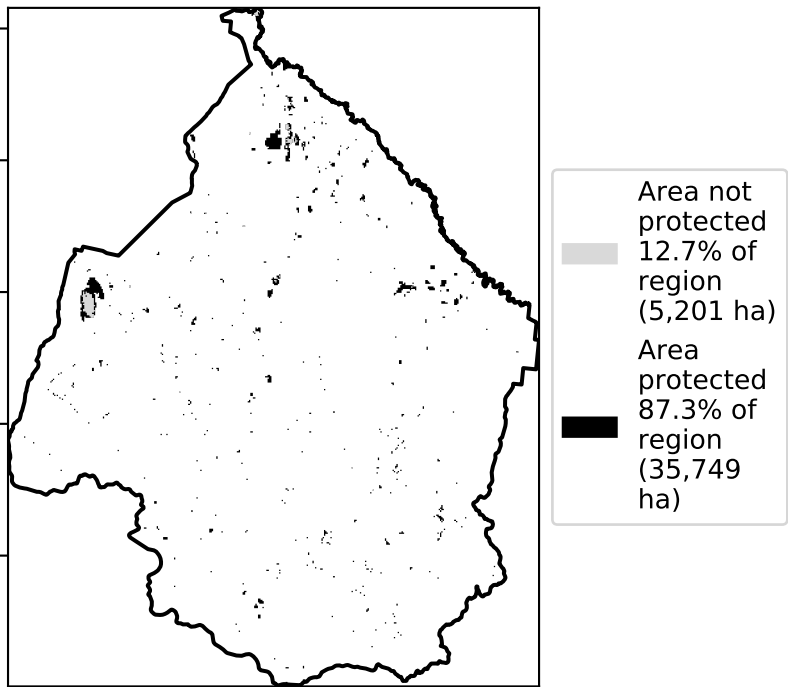 Area not
protected
12.7% of
region
(5,201 ha)
Area
protected
87.3% of
region
(35,749
ha)